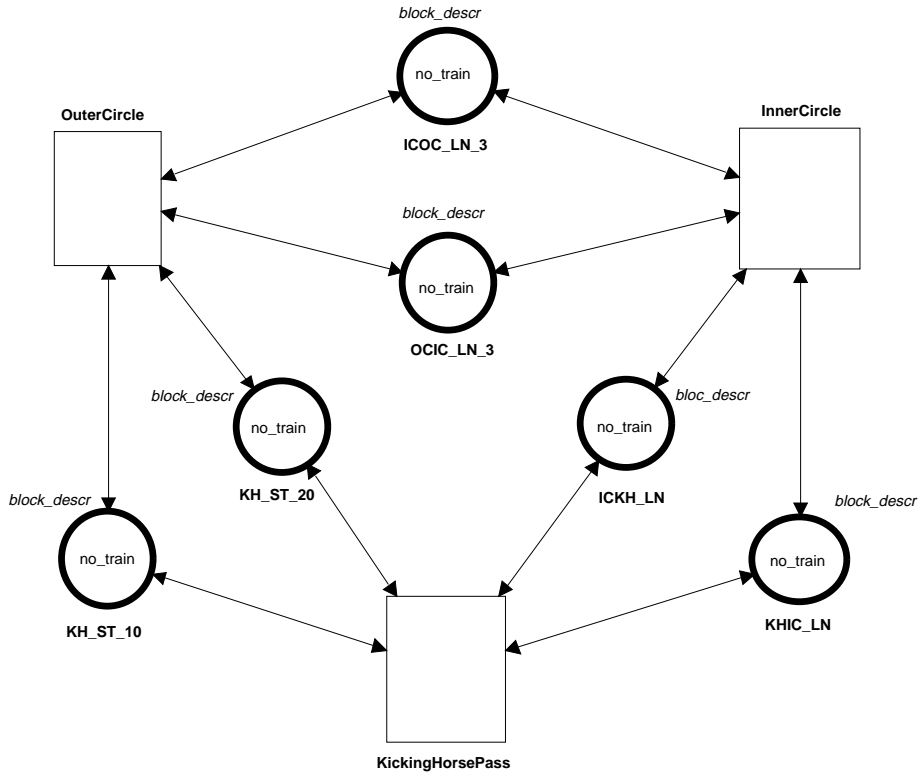 block_descr
no_train
ICOC_LN_3
OuterCircle
InnerCircle
block_descr
no_train
OCIC_LN_3
block_descr
no_train
KH_ST_20
bloc_descr
no_train
ICKH_LN
block_descr
no_train
KH_ST_10
block_descr
no_train
KHIC_LN
KickingHorsePass